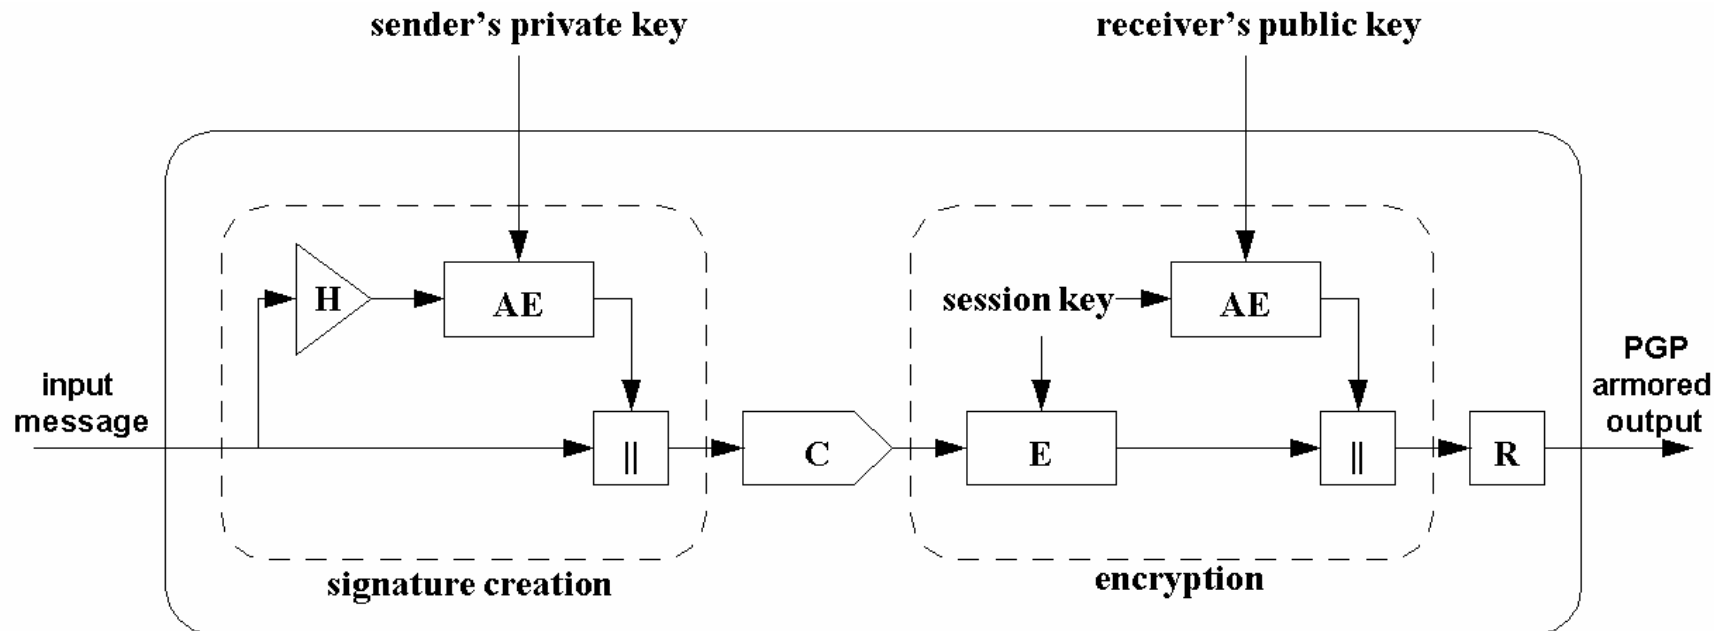 sender's private key
receiver's public key
H
AE
session key
AE
input
message
||
C
E
||
R
PGP
armored
output
signature creation
encryption